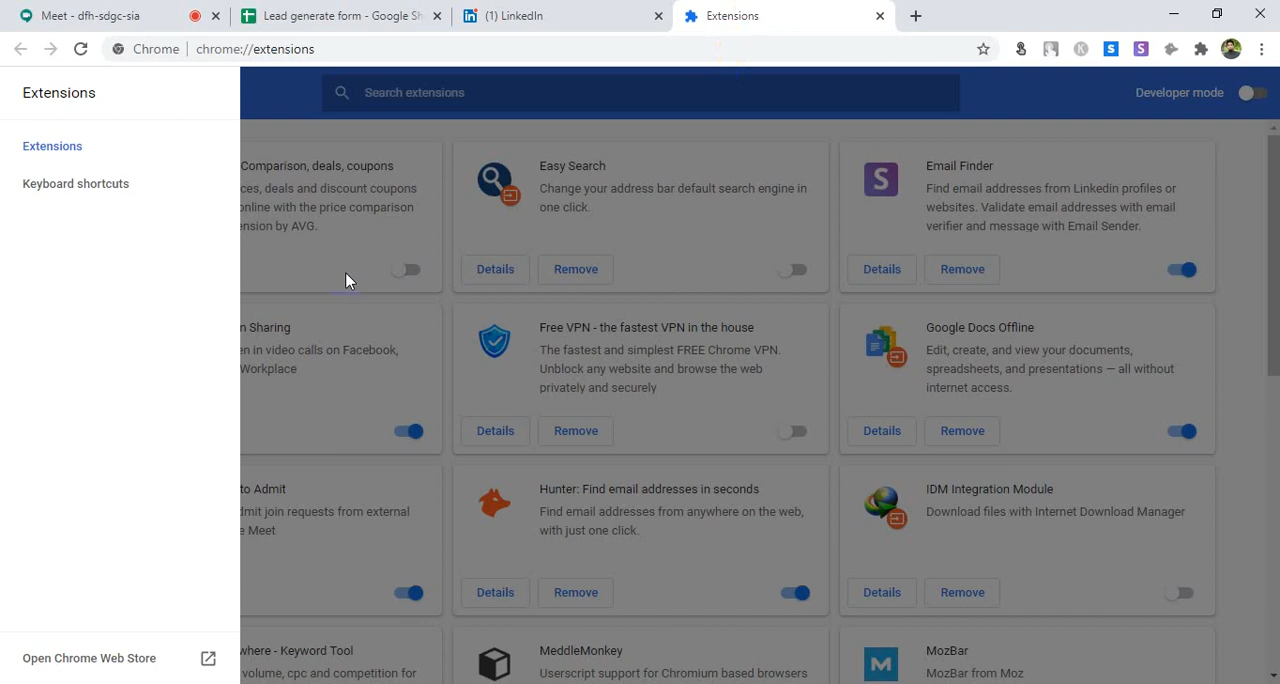 Meet - dfh-sdgc-sia
Lead generate form - Google Sh
(1) LinkedIn
Extensions
Chrome
chrome://extensions
Extensions
Search extensions
Developer mode
Extensions
Keyboard shortcuts
Comparison, deals, coupons
ces, deals and discount coupons
online with the price comparison
ension by AVG.
Easy Search
Change your address bar default search engine in
one click.
Details
Remove
Email Finder
Find email addresses from Linkedin profiles or
websites. Validate email addresses with email
verifier and message with Email Sender.
Details
Remove
n Sharing
en in video calls on Facebook,
Workplace
Free VPN - the fastest VPN in the house
The fastest and simplest FREE Chrome VPN.
Unblock any website and browse the web
privately and securely
Details
Remove
Google Docs Offline
Edit, create, and view your documents,
spreadsheets, and presentations — all without
internet access.
Details
Remove
to Admit
dmit join requests from external
e Meet
Hunter: Find email addresses in seconds
Find email addresses from anywhere on the web,
with just one click.
Details
Remove
IDM Integration Module
Download files with Internet Download Manager
Details
Remove
where - Keyword Tool
volume, cpc and competition for
MeddleMonkey
Userscript support for Chromium based browsers
MozBar
MozBar from Moz
Open Chrome Web Store